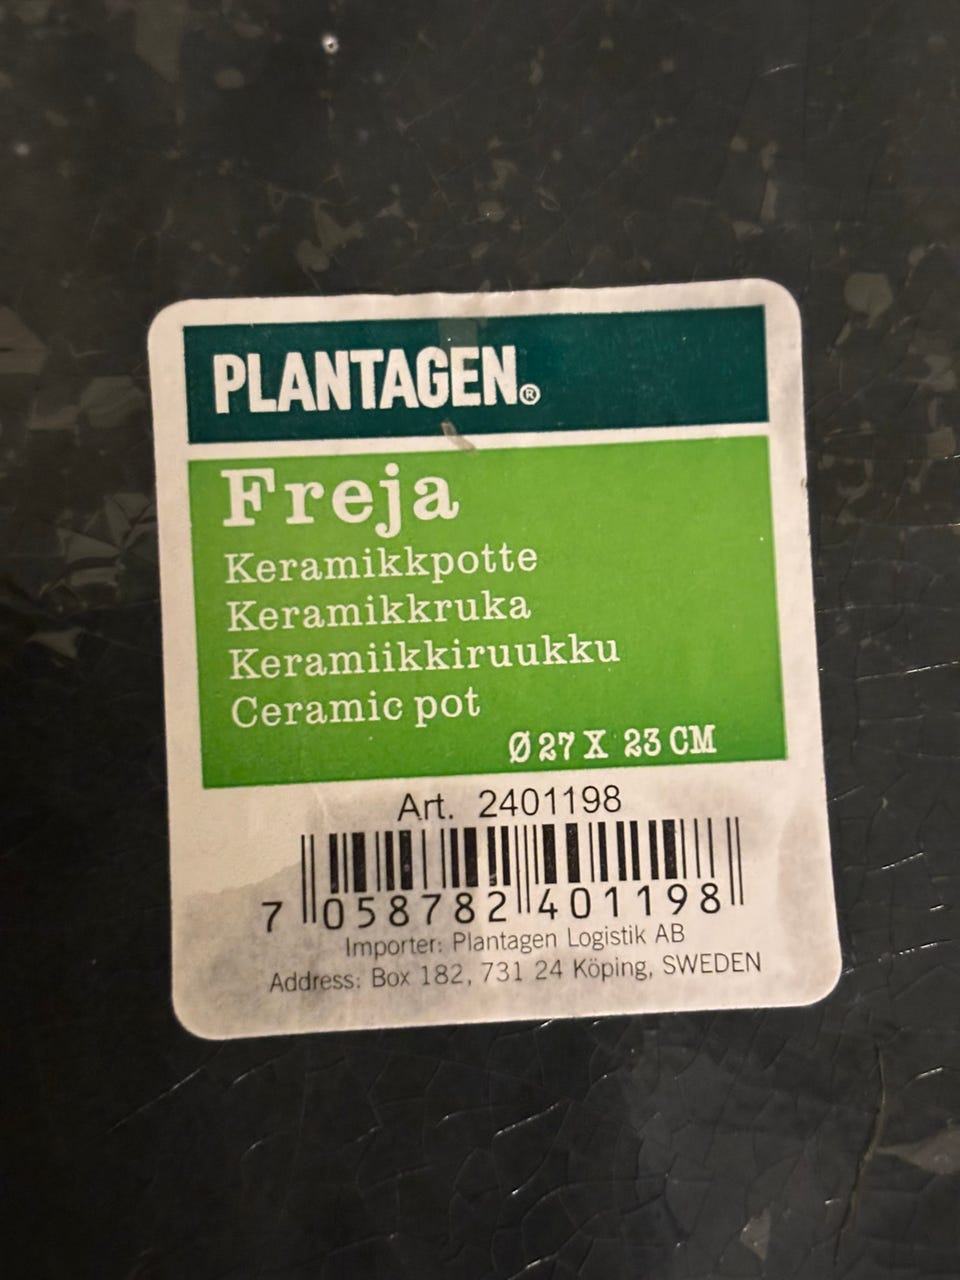 PLANTAGEN®
Freja
Keramikkpotte
Keramikkruka
Keramiikkiruukku
Ceramic pot
Ø 27 X 23 CM
Art. 2401198
7 058782 401198
Importer: Plantagen Logistik AB
Address: Box 182, 731 24 Köping, SWEDEN